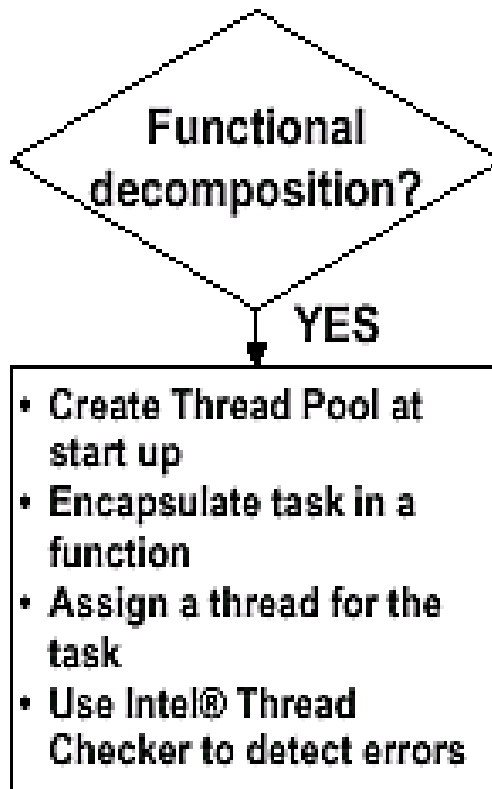 Functional
decomposition?
YES
• Create Thread Pool at
start up
• Encapsulate task in a
function
• Assign a thread for the
task
• Use Intel® Thread
Checker to detect errors